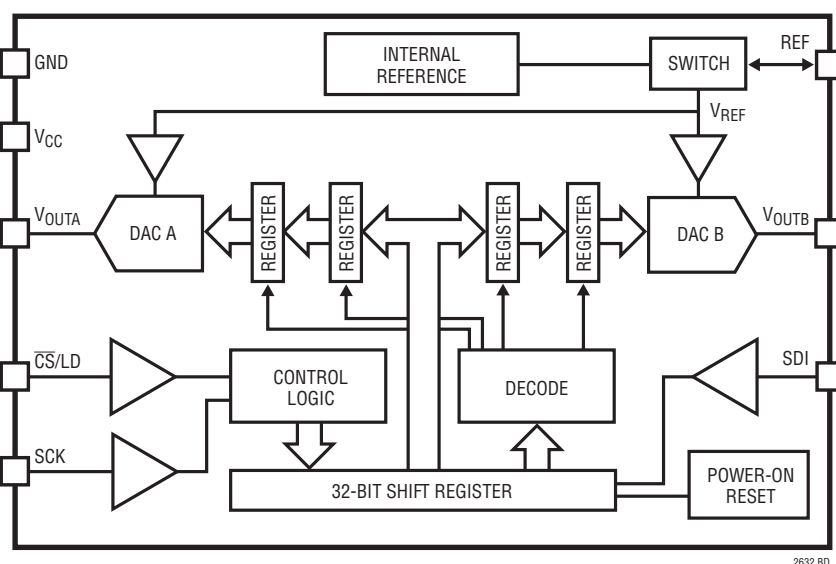 INTERNAL
REFERENCE
SWITCH
REF
GND
VREF
VCC
VOUTA
DAC A
REGISTER
REGISTER
REGISTER
REGISTER
DAC B
VOUTB
C̅S̅/LD
CONTROL
LOGIC
DECODE
SDI
SCK
32-BIT SHIFT REGISTER
POWER-ON
RESET
2632 BD